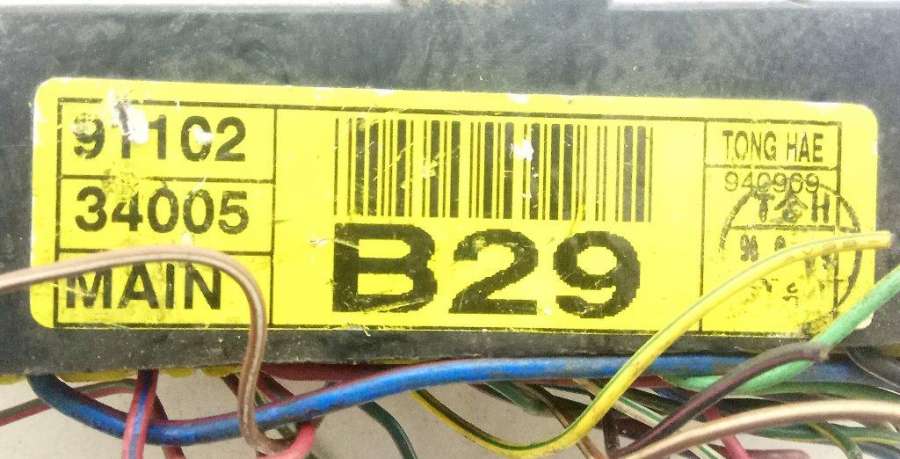 91102
34005
MAIN
B29
TONG HAE
940909